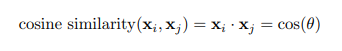 cosine similarity(𝐱ᵢ, 𝐱ⱼ) = 𝐱ᵢ · 𝐱ⱼ = cos(θ)